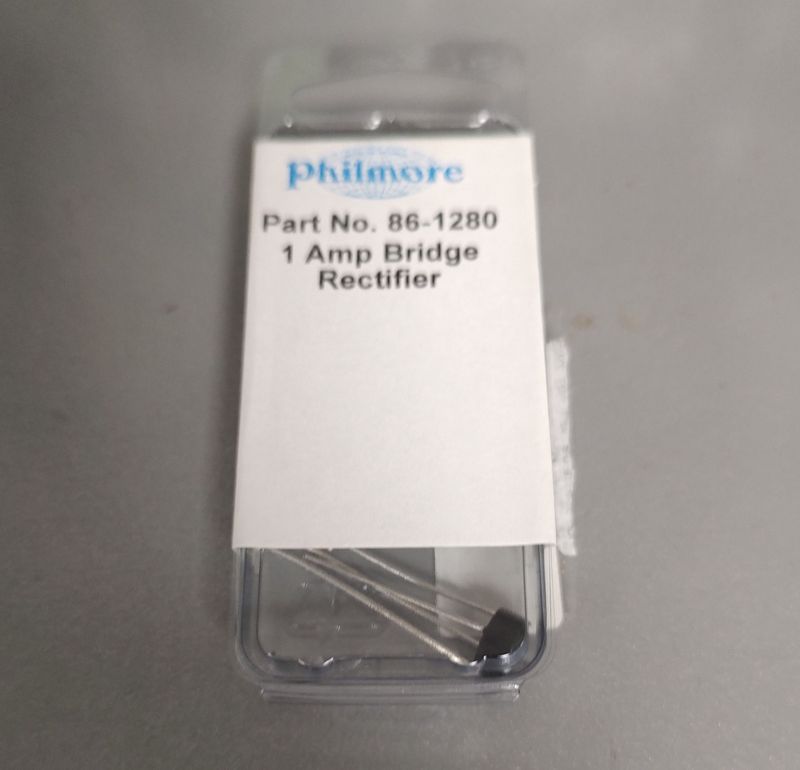 Philmore
Part No. 86-1280
1 Amp Bridge
Rectifier